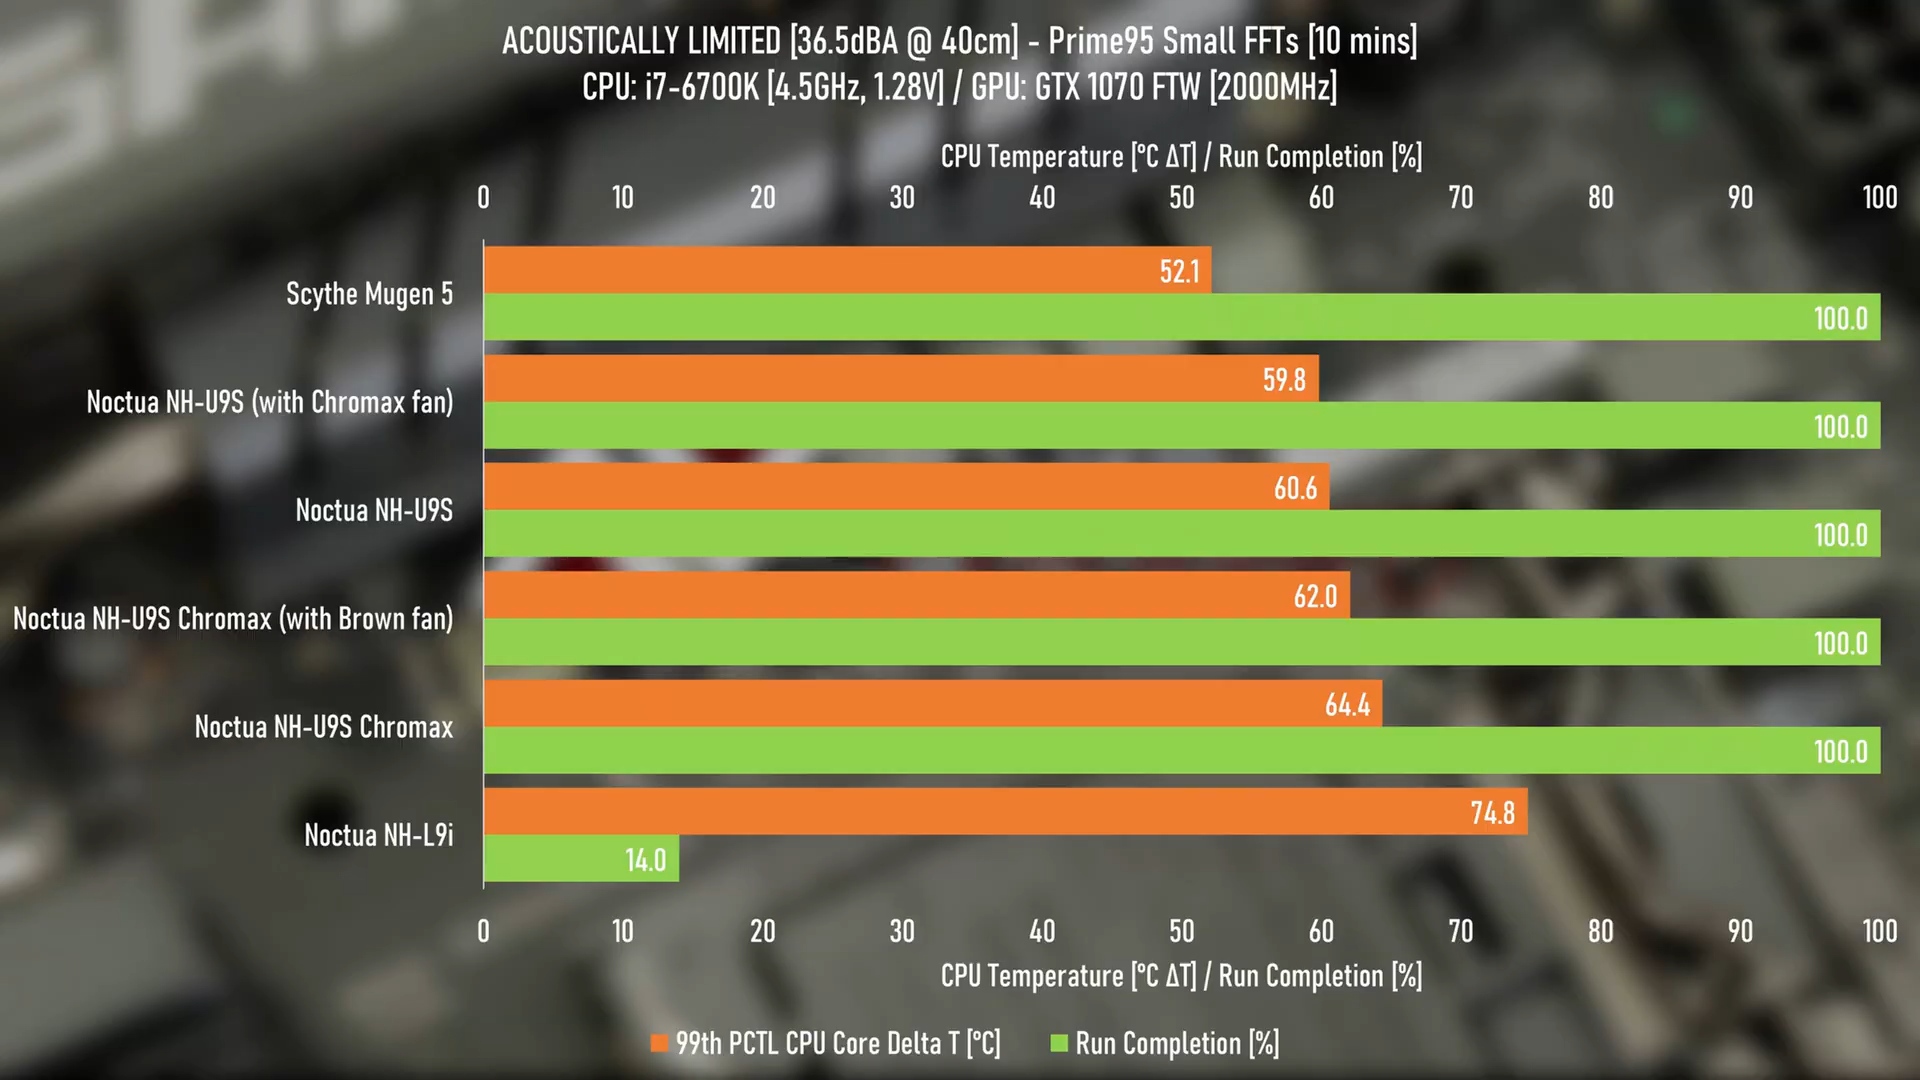 ACOUSTICALLY LIMITED [36.5dBA @ 40cm] - Prime95 Small FFTs [10 mins]
CPU: i7-6700K [4.5GHz, 1.28V] / GPU: GTX 1070 FTW [2000MHz]
CPU Temperature [°C ΔT] / Run Completion [%]
0 10 20 30 40 50 60 70 80 90 100
Scythe Mugen 5
52.1
100.0
Noctua NH-U9S (with Chromax fan)
59.8
100.0
Noctua NH-U9S
60.6
100.0
Noctua NH-U9S Chromax (with Brown fan)
62.0
100.0
Noctua NH-U9S Chromax
64.4
100.0
Noctua NH-L9i
74.8
14.0
0 10 20 30 40 50 60 70 80 90 100
CPU Temperature [°C ΔT] / Run Completion [%]
99th PCTL CPU Core Delta T [°C] Run Completion [%]